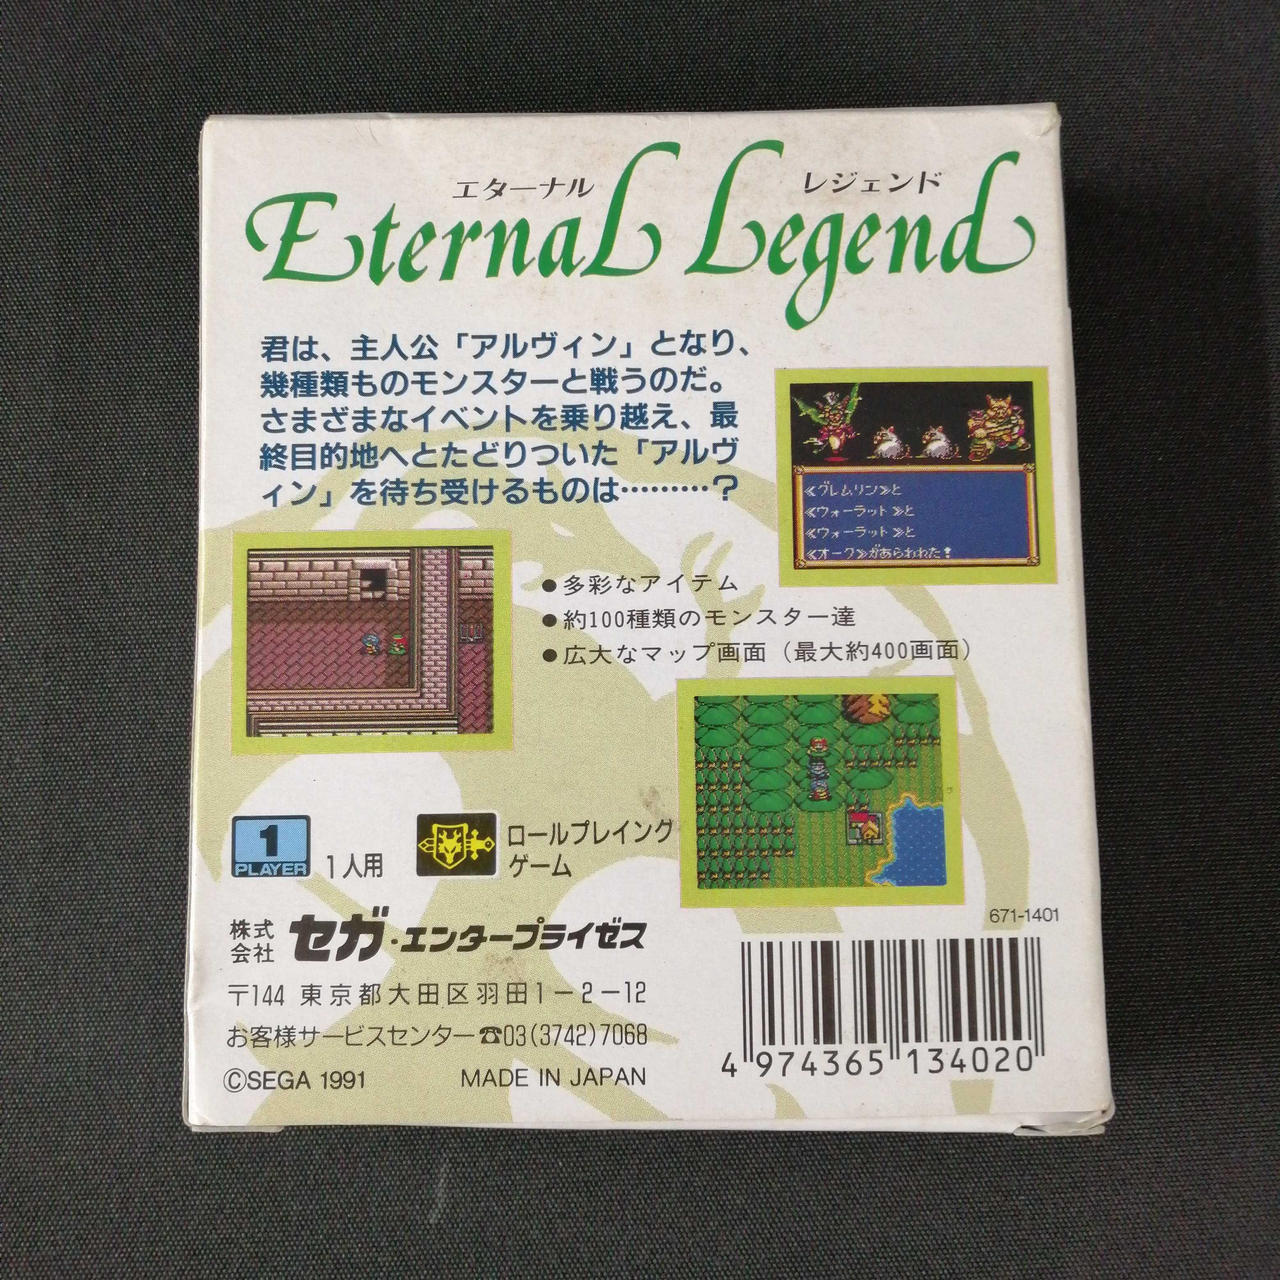 エターナル レジェンド
Eternal Legend
君は、主人公「アルヴィン」となり、
幾種類ものモンスターと戦うのだ。
さまざまなイベントを乗り越え、最
終目的地へとたどりついた「アルヴ
ィン」を待ち受けるものは………？
≪グレムリン≫と
≪ウォーラット≫と
≪ウォーラット≫と
≪オーク≫があらわれた！
●多彩なアイテム
●約100種類のモンスター達
●広大なマップ画面（最大約400画面）
1
PLAYER
1人用
ロールプレイング
ゲーム
株式
会社
セガ・エンタープライゼス
〒144 東京都大田区羽田1－2－12
お客様サービスセンター☎03(3742)7068
©SEGA 1991 MADE IN JAPAN
671-1401
4 974365 134020